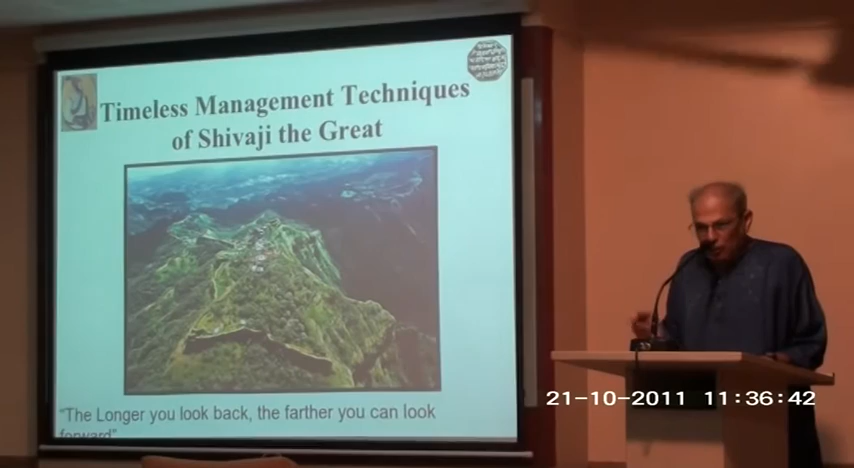 Timeless Management Techniques
of Shivaji the Great
"The Longer you look back, the farther you can look
forward"
21-10-2011 11:36:42